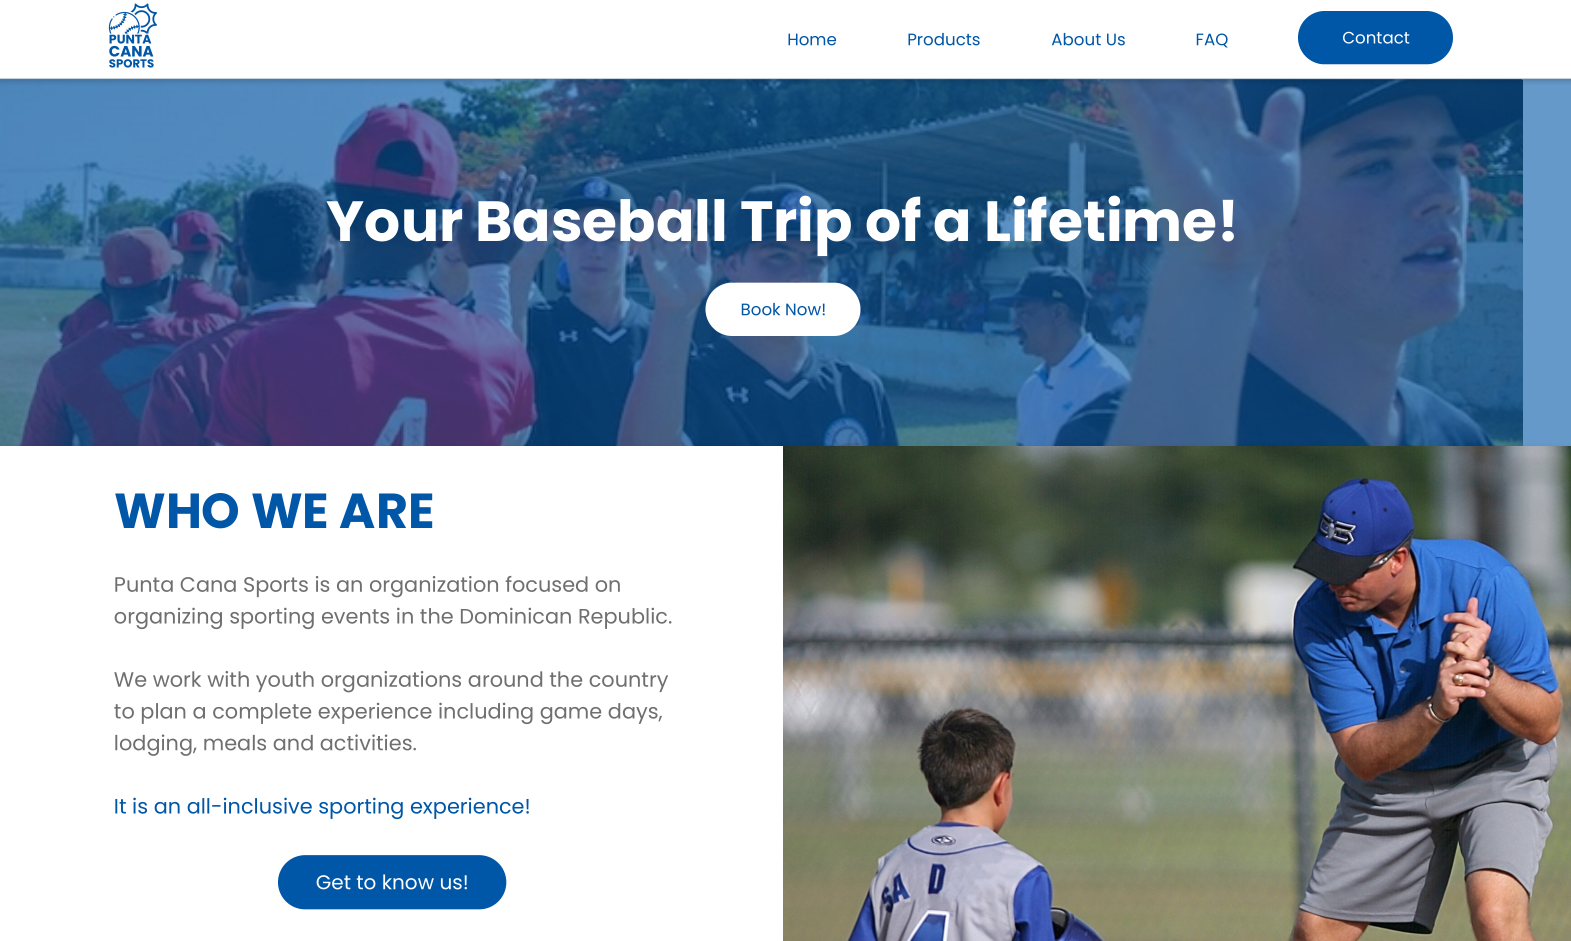 PUNTA
CANA
SPORTS
Home
Products
About Us
FAQ
Contact
Your Baseball Trip of a Lifetime!
Book Now!
4
WHO WE ARE
Punta Cana Sports is an organization focused on
organizing sporting events in the Dominican Republic.
We work with youth organizations around the country
to plan a complete experience including game days,
lodging, meals and activities.
It is an all-inclusive sporting experience!
Get to know us!